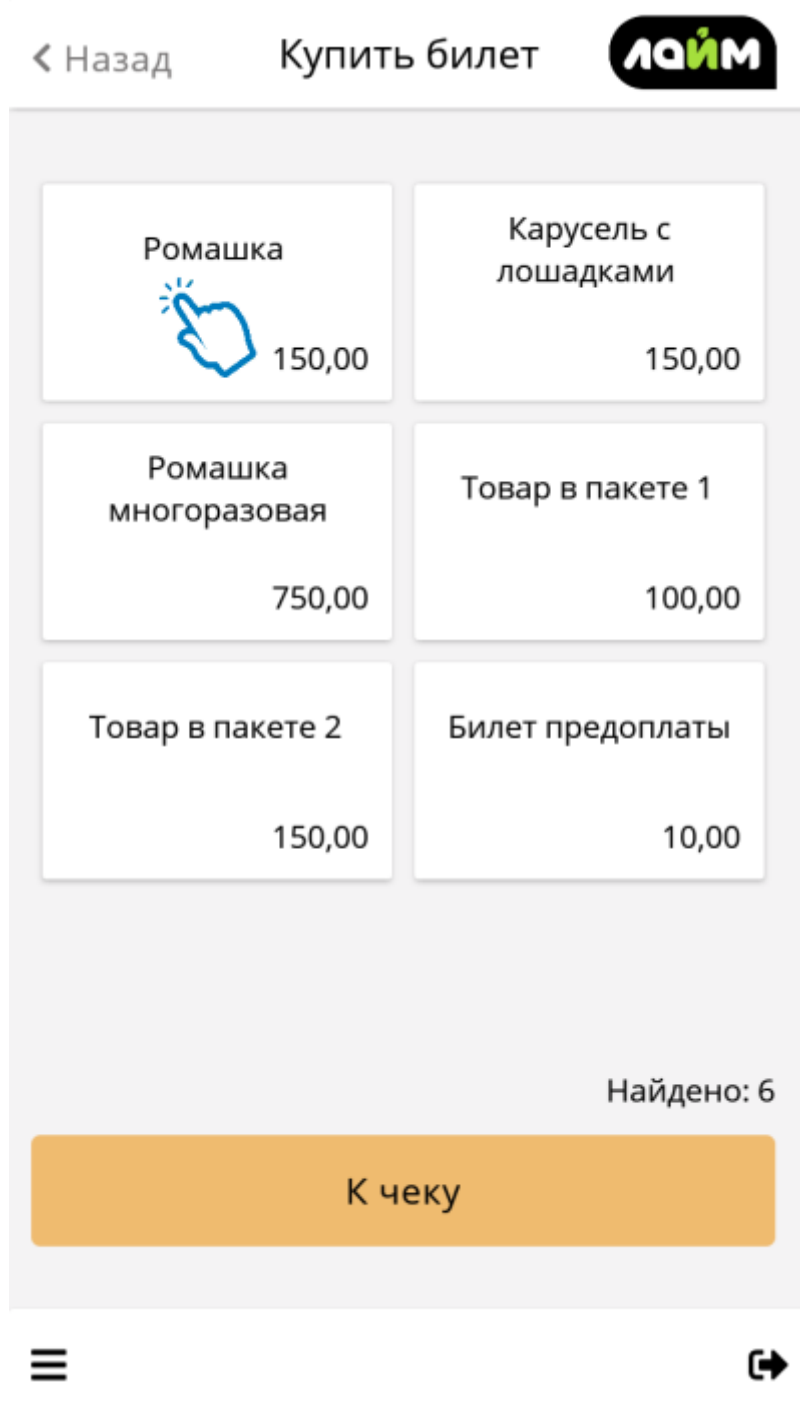 Назад
Купить билет
лайм
Ромашка
150,00
Карусель с
лошадками
150,00
Ромашка
многоразовая
750,00
Товар в пакете 1
100,00
Товар в пакете 2
150,00
Билет предоплаты
10,00
Найдено: 6
К чеку